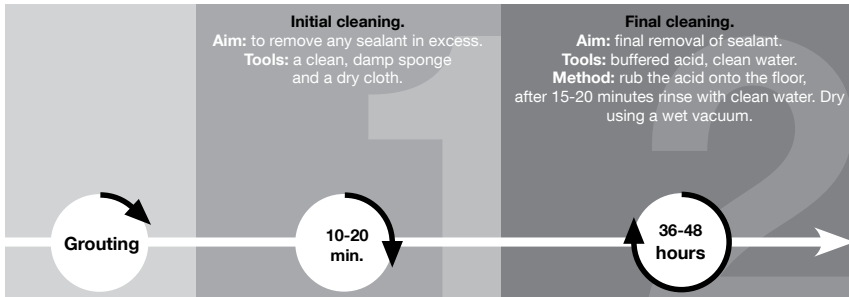 Initial cleaning.
Aim: to remove any sealant in excess.
Tools: a clean, damp sponge
and a dry cloth.
Final cleaning.
Aim: final removal of sealant.
Tools: buffered acid, clean water.
Method: rub the acid onto the floor,
after 15-20 minutes rinse with clean water. Dry
using a wet vacuum.
1
2
Grouting
10-20
min.
36-48
hours